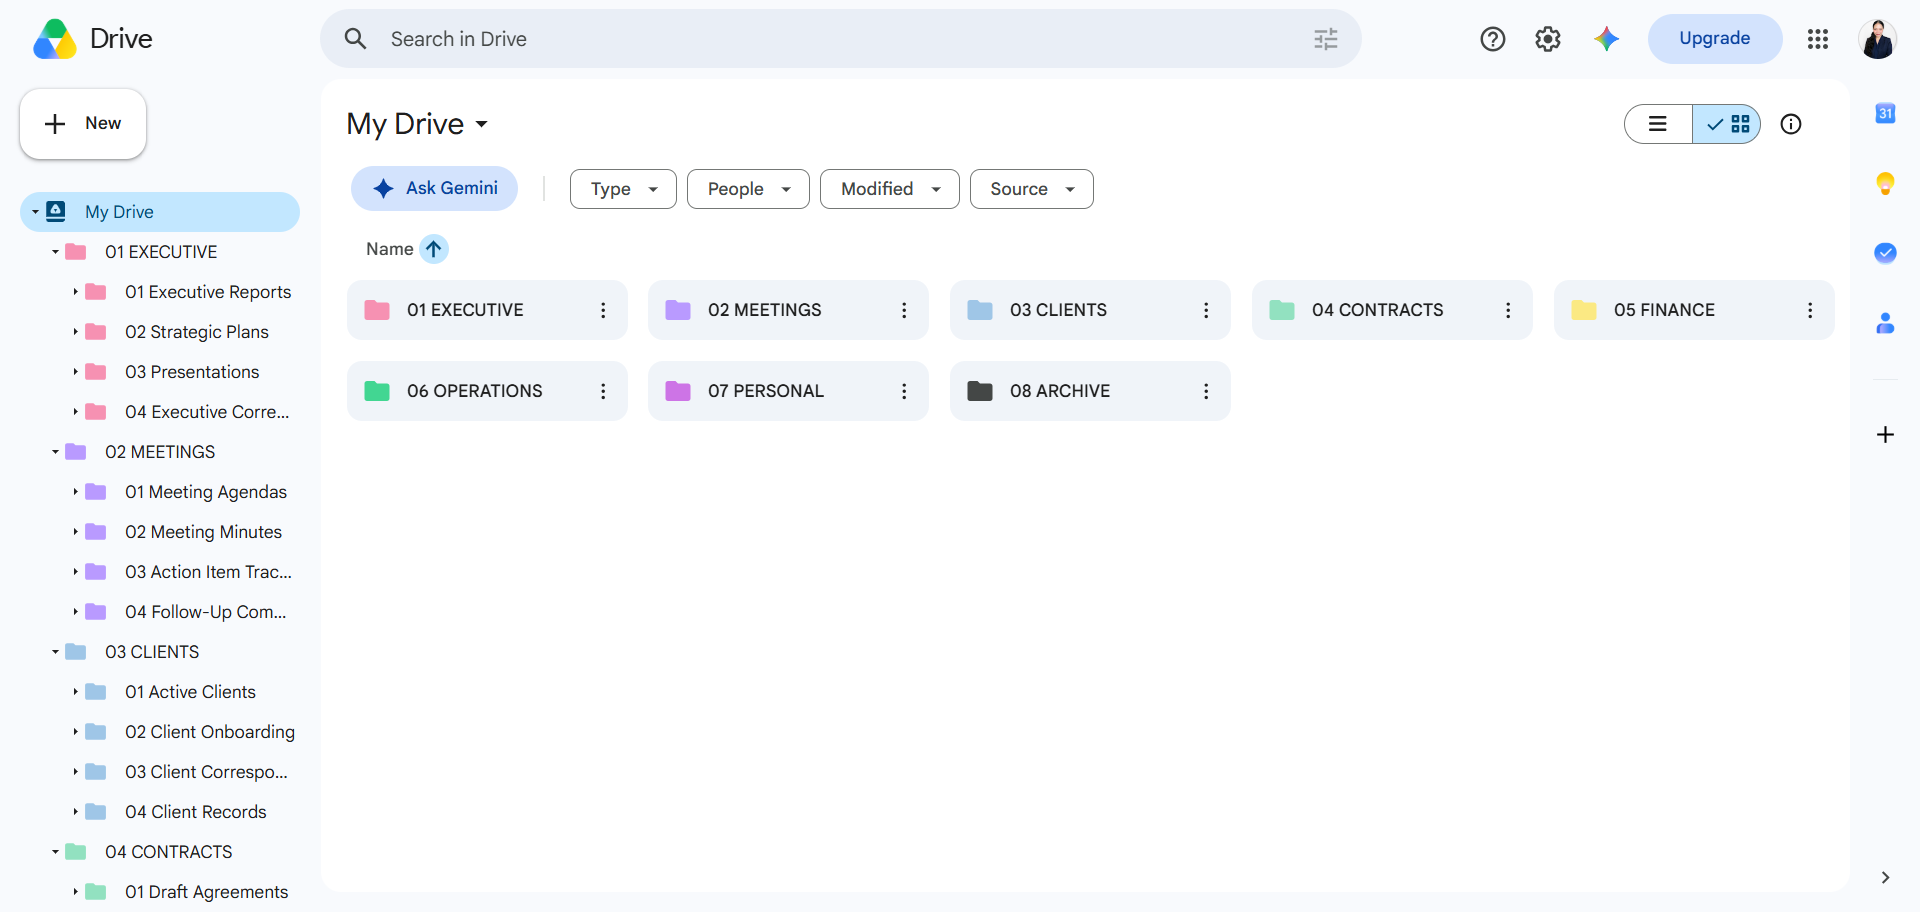 Drive
Search in Drive
Upgrade
New
My Drive
01 EXECUTIVE
01 Executive Reports
02 Strategic Plans
03 Presentations
04 Executive Corre...
02 MEETINGS
01 Meeting Agendas
02 Meeting Minutes
03 Action Item Trac...
04 Follow-Up Com...
03 CLIENTS
01 Active Clients
02 Client Onboarding
03 Client Correspo...
04 Client Records
04 CONTRACTS
01 Draft Agreements
My Drive
Ask Gemini
Type
People
Modified
Source
Name
01 EXECUTIVE
02 MEETINGS
03 CLIENTS
04 CONTRACTS
05 FINANCE
06 OPERATIONS
07 PERSONAL
08 ARCHIVE
31